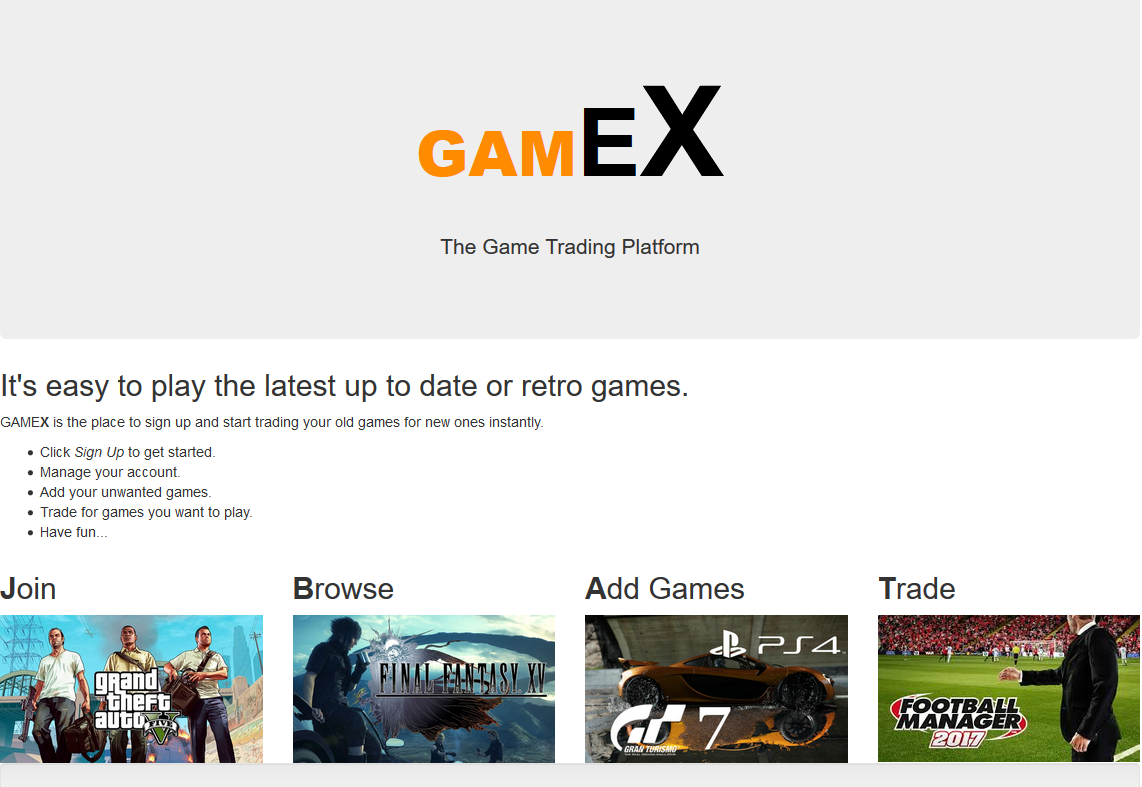 GAMEX
The Game Trading Platform
It's easy to play the latest up to date or retro games.
GAMEX is the place to sign up and start trading your old games for new ones instantly.
Click Sign Up to get started.
Manage your account.
Add your unwanted games.
Trade for games you want to play.
Have fun...
Join
Browse
Add Games
Trade
grand
theft
auto
FIVE
FINAL FANTASY XV
PS4
GT 7
GRAN TURISMO
FOOTBALL
MANAGER
2017